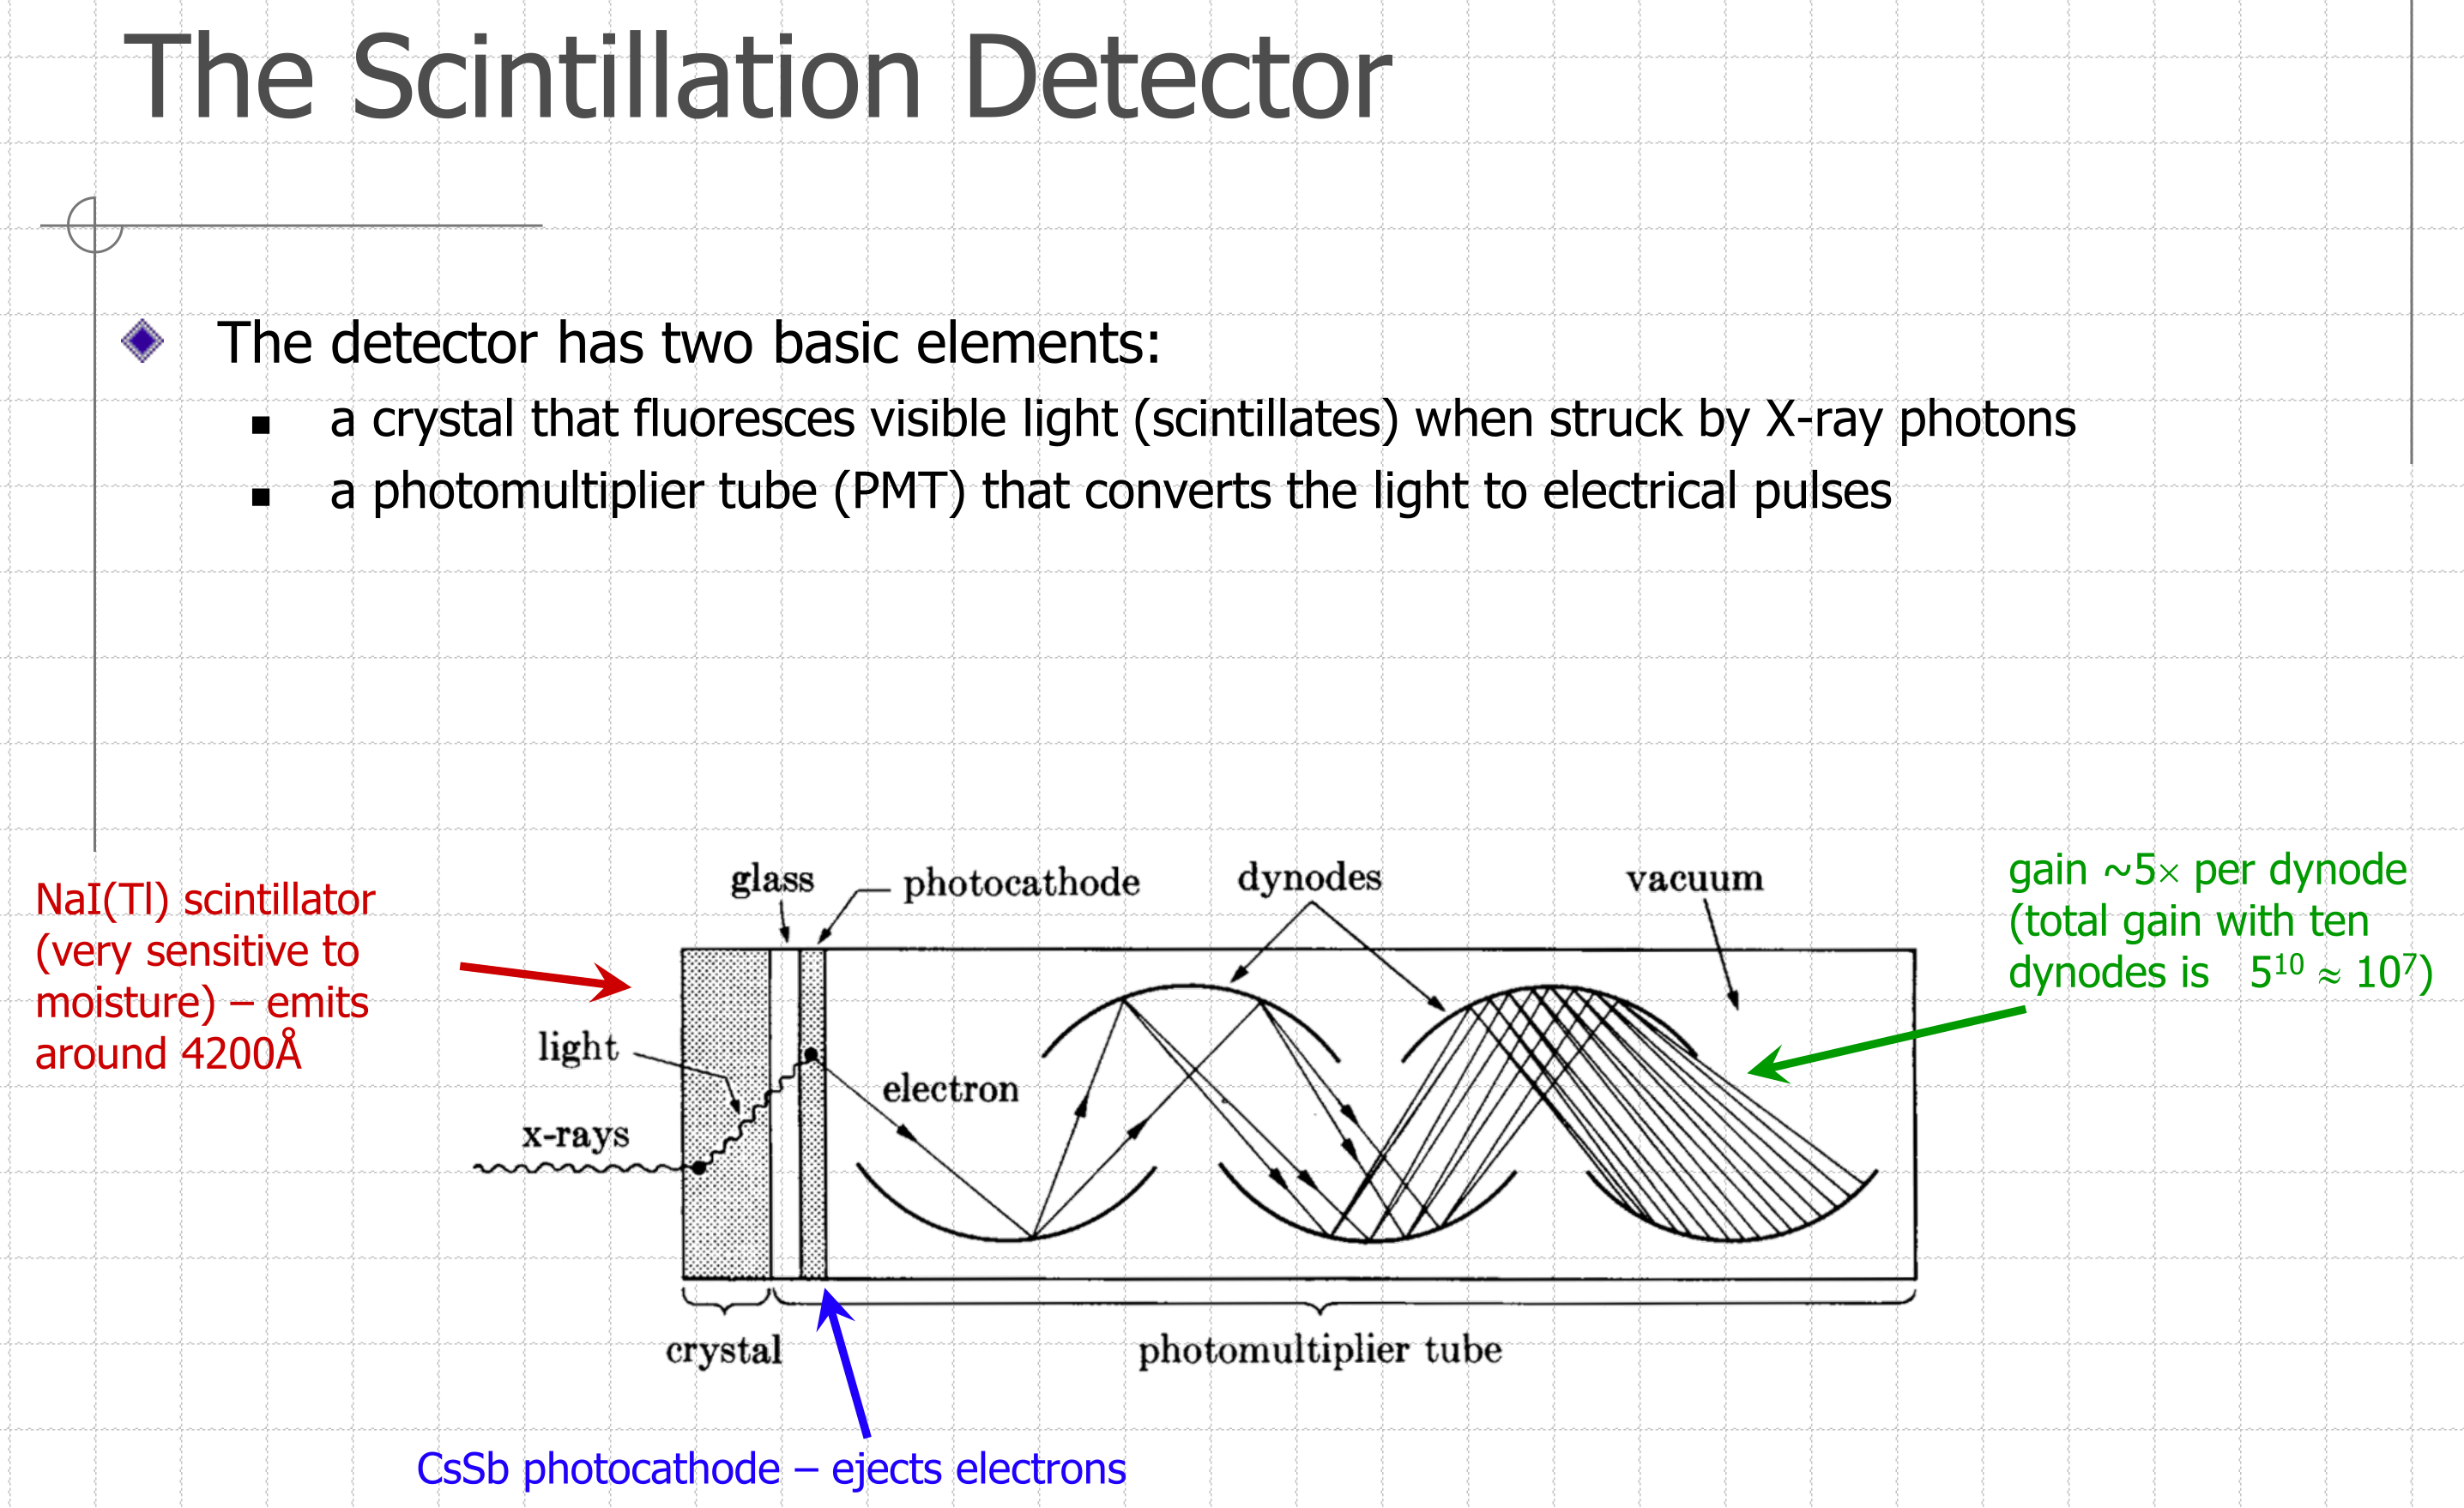 The Scintillation Detector
The detector has two basic elements:
a crystal that fluoresces visible light (scintillates) when struck by X-ray photons
a photomultiplier tube (PMT) that converts the light to electrical pulses
NaI(Tl) scintillator
(very sensitive to
moisture) – emits
around 4200Å
glass
photocathode
dynodes
vacuum
gain ~5× per dynode
(total gain with ten
dynodes is 5¹⁰ ≈ 10⁷)
light
electron
x-rays
crystal
photomultiplier tube
CsSb photocathode – ejects electrons